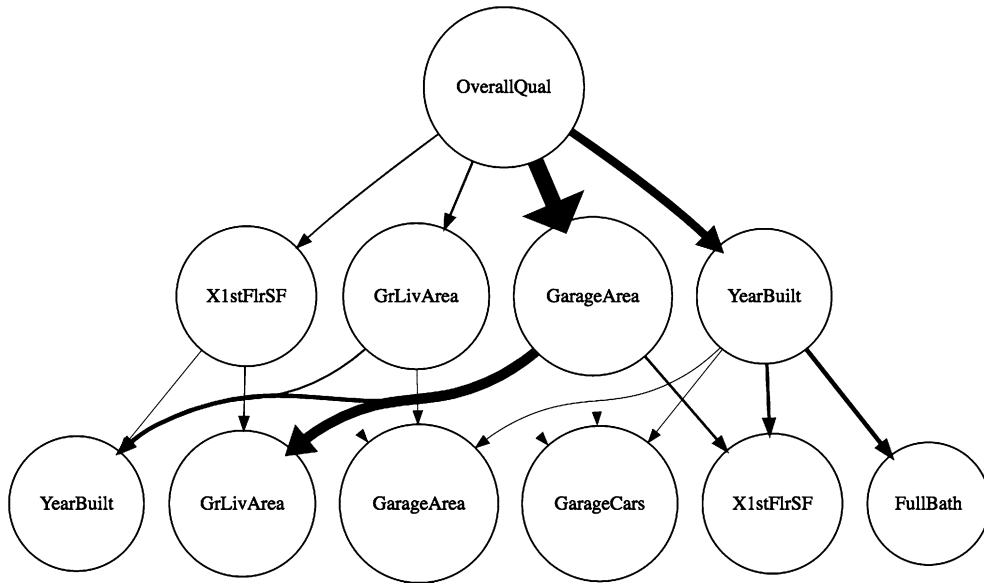 OverallQual
X1stFlrSF
GrLivArea
GarageArea
YearBuilt
YearBuilt
GrLivArea
GarageArea
GarageCars
X1stFlrSF
FullBath